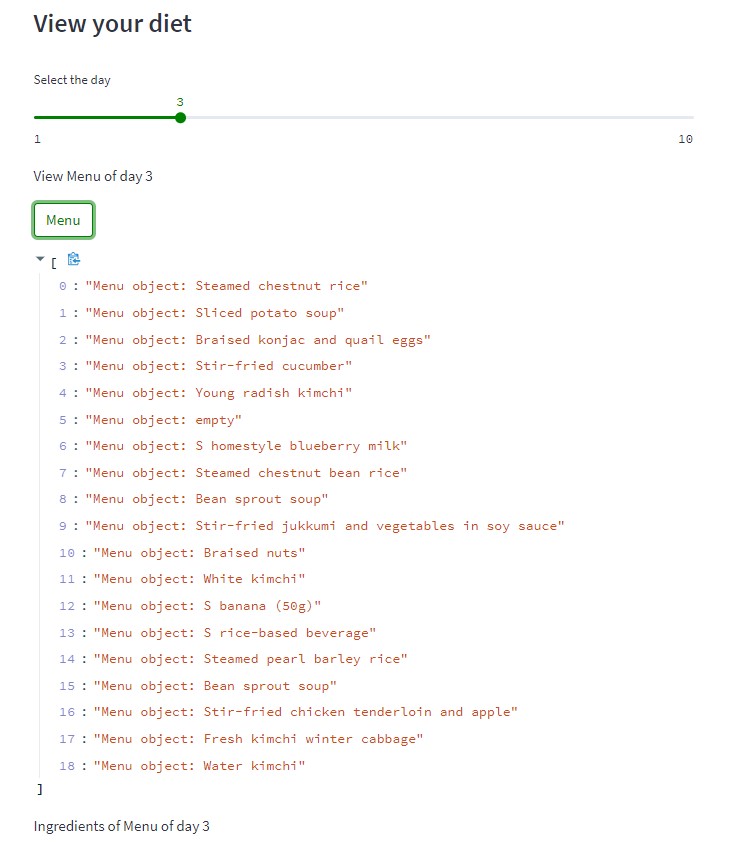 View your diet
Select the day
3
1 10
View Menu of day 3
Menu
[
0 : "Menu object: Steamed chestnut rice"
1 : "Menu object: Sliced potato soup"
2 : "Menu object: Braised konjac and quail eggs"
3 : "Menu object: Stir-fried cucumber"
4 : "Menu object: Young radish kimchi"
5 : "Menu object: empty"
6 : "Menu object: S homestyle blueberry milk"
7 : "Menu object: Steamed chestnut bean rice"
8 : "Menu object: Bean sprout soup"
9 : "Menu object: Stir-fried jukkumi and vegetables in soy sauce"
10 : "Menu object: Braised nuts"
11 : "Menu object: White kimchi"
12 : "Menu object: S banana (50g)"
13 : "Menu object: S rice-based beverage"
14 : "Menu object: Steamed pearl barley rice"
15 : "Menu object: Bean sprout soup"
16 : "Menu object: Stir-fried chicken tenderloin and apple"
17 : "Menu object: Fresh kimchi winter cabbage"
18 : "Menu object: Water kimchi"
]
Ingredients of Menu of day 3